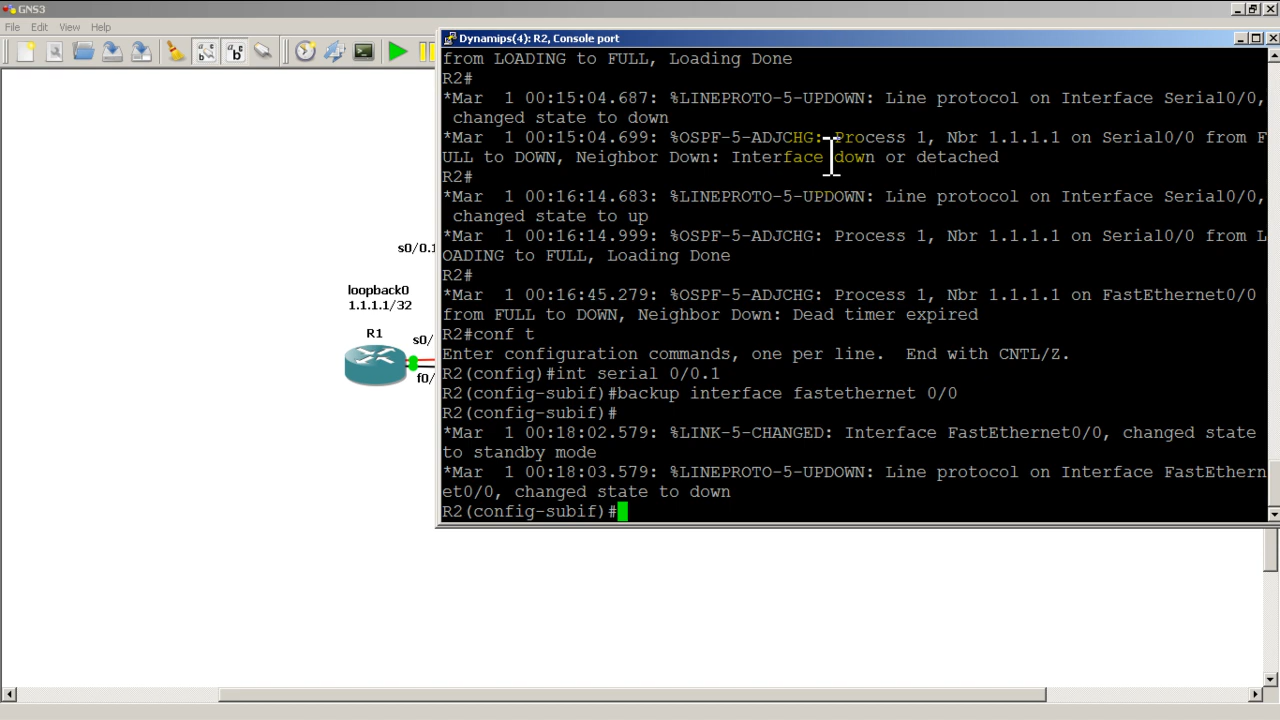 GNS3
File Edit View Help
Dynamips(4): R2, Console port
from LOADING to FULL, Loading Done
R2#
*Mar  1 00:15:04.687: %LINEPROTO-5-UPDOWN: Line protocol on Interface Serial0/0,
 changed state to down
*Mar  1 00:15:04.699: %OSPF-5-ADJCHG: Process 1, Nbr 1.1.1.1 on Serial0/0 from F
ULL to DOWN, Neighbor Down: Interface down or detached
R2#
*Mar  1 00:16:14.683: %LINEPROTO-5-UPDOWN: Line protocol on Interface Serial0/0,
 changed state to up
*Mar  1 00:16:14.999: %OSPF-5-ADJCHG: Process 1, Nbr 1.1.1.1 on Serial0/0 from L
OADING to FULL, Loading Done
R2#
*Mar  1 00:16:45.279: %OSPF-5-ADJCHG: Process 1, Nbr 1.1.1.1 on FastEthernet0/0
from FULL to DOWN, Neighbor Down: Dead timer expired
R2#conf t
Enter configuration commands, one per line.  End with CNTL/Z.
R2(config)#int serial 0/0.1
R2(config-subif)#backup interface fastethernet 0/0
R2(config-subif)#
*Mar  1 00:18:02.579: %LINK-5-CHANGED: Interface FastEthernet0/0, changed state
to standby mode
*Mar  1 00:18:03.579: %LINEPROTO-5-UPDOWN: Line protocol on Interface FastEthern
et0/0, changed state to down
R2(config-subif)#
s0/0.1
loopback0
1.1.1.1/32
R1
s0/
f0/